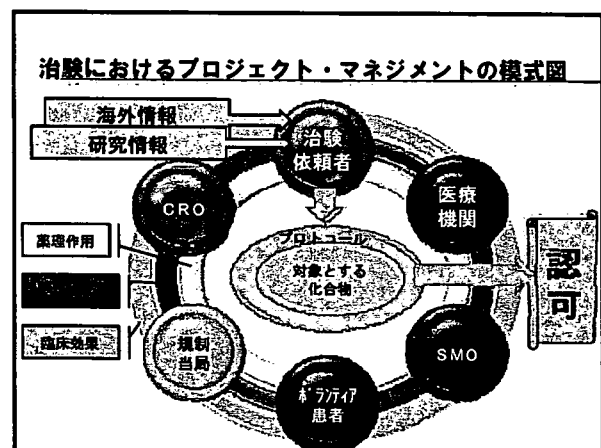 治験におけるプロジェクト・マネジメントの模式図
海外情報
研究情報
治験
依頼者
CRO
医療
機関
薬理作用
プロトコール
対象とする
化合物
認
可
臨床効果
規制
当局
SMO
ボランティア
患者